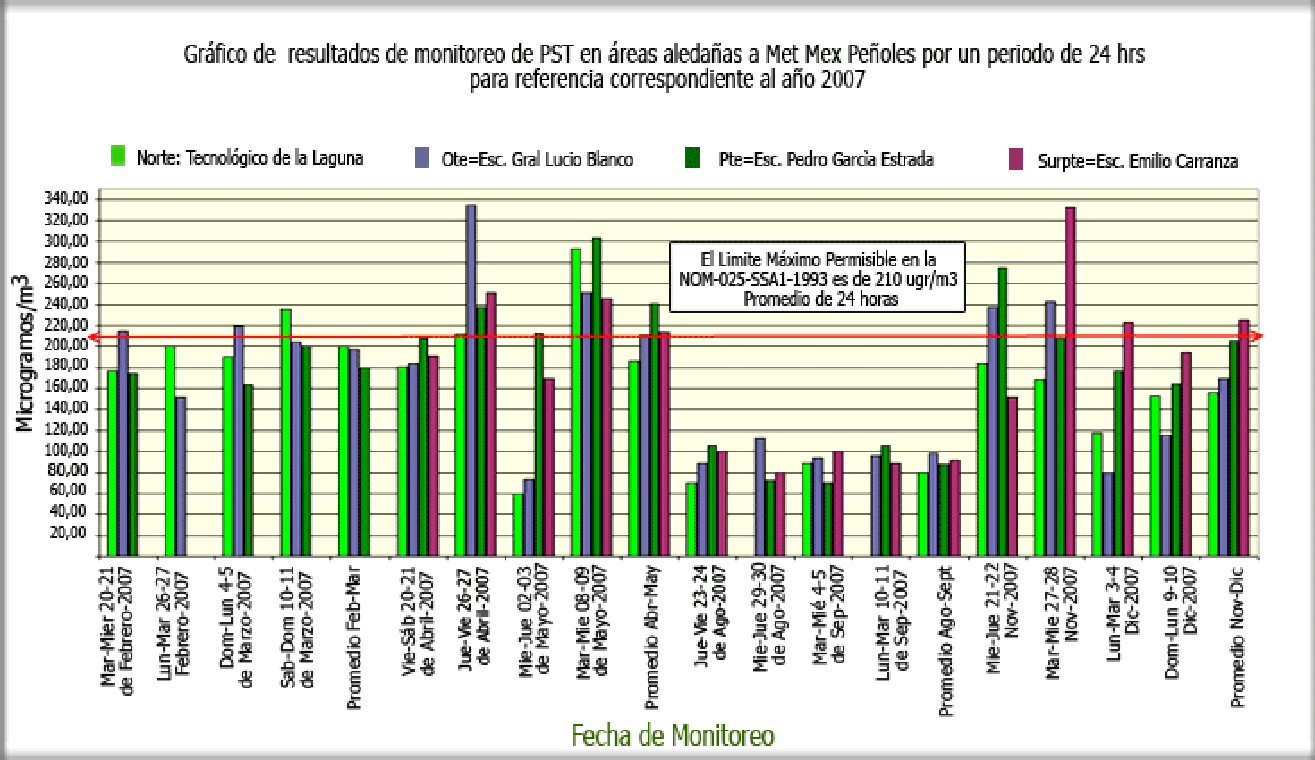 Gráfico de resultados de monitoreo de PST en áreas aledañas a Met Mex Peñoles por un periodo de 24 hrs
para referencia correspondiente al año 2007
Norte: Tecnológico de la Laguna
Ote=Esc. Gral Lucio Blanco
Pte=Esc. Pedro Garcìa Estrada
Surpte=Esc. Emilio Carranza
340,00
320,00
300,00
280,00
260,00
240,00
220,00
200,00
180,00
160,00
140,00
120,00
100,00
80,00
60,00
40,00
20,00
Microgramos/m3
El Limite Máximo Permisible en la
NOM-025-SSA1-1993 es de 210 ugr/m3
Promedio de 24 horas
Mar-Mier 20-21
de Febrero-2007
Lun-Mar 26-27
Febrero-2007
Dom-Lun 4-5
de Marzo-2007
Sab-Dom 10-11
de Marzo-2007
Promedio Feb-Mar
Vie-Sàb 20-21
de Abril-2007
Jue-Vie 26-27
de Abril-2007
Mie-Jue 02-03
de Mayo-2007
Mar-Mie 08-09
de Mayo-2007
Promedio Abr-May
Jue-Vie 23-24
de Ago-2007
Mie-Jue 29-30
de Ago-2007
Mar-Mié 4-5
de Sep-2007
Lun-Mar 10-11
de Sep-2007
Promedio Ago-Sept
Mie-Jue 21-22
Nov-2007
Mar-Mie 27-28
Nov-2007
Lun-Mar 3-4
Dic-2007
Dom-Lun 9-10
Dic-2007
Promedio Nov-Dic
Fecha de Monitoreo